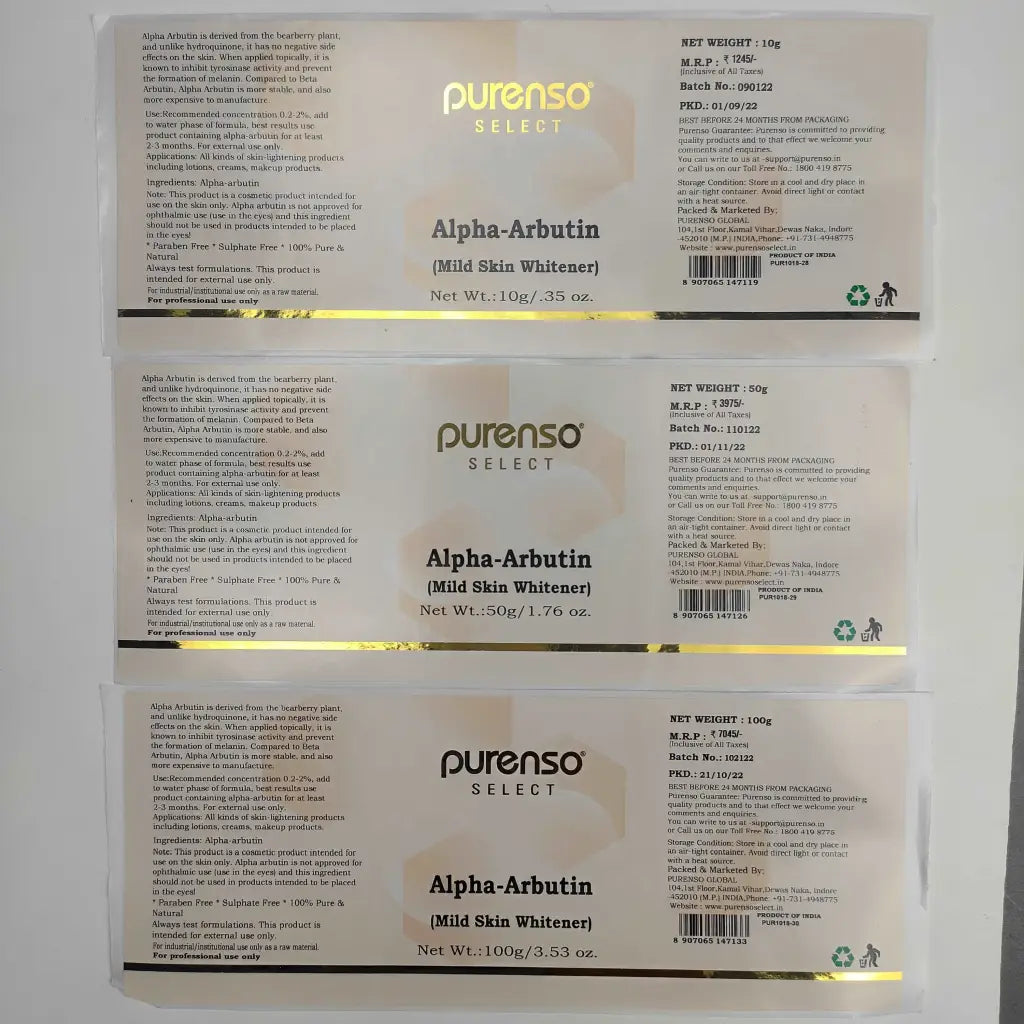 Alpha Arbutin is derived from the bearberry plant,
and unlike hydroquinone, it has no negative side
effects on the skin. When applied topically, it is
known to inhibit tyrosinase activity and prevent
the formation of melanin. Compared to Beta
Arbutin, Alpha Arbutin is more stable, and also
more expensive to manufacture.
Use:Recommended concentration 0.2-2%, add
to water phase of formula, best results use
product containing alpha-arbutin for at least
2-3 months. For external use only.
Applications: All kinds of skin-lightening products
including lotions, creams, makeup products.
Ingredients: Alpha-arbutin
Note: This product is a cosmetic product intended for
use on the skin only. Alpha arbutin is not approved for
ophthalmic use (use in the eyes) and this ingredient
should not be used in products intended to be placed
in the eyes!
* Paraben Free * Sulphate Free * 100% Pure &
Natural
Always test formulations. This product is
intended for external use only.
For industrial/institutional use only as a raw material.
For professional use only
purenso®
SELECT
Alpha-Arbutin
(Mild Skin Whitener)
Net Wt.:10g/.35 oz.
NET WEIGHT : 10g
M.R.P : ₹ 1245/-
(Inclusive of All Taxes)
Batch No.: 090122
PKD.: 01/09/22
BEST BEFORE 24 MONTHS FROM PACKAGING
Purenso Guarantee: Purenso is committed to providing
quality products and to that effect we welcome your
comments and enquiries.
You can write to us at -support@purenso.in
or Call us on our Toll Free No.: 1800 419 8775
Storage Condition: Store in a cool and dry place in
an air-tight container. Avoid direct light or contact
with a heat source.
Packed & Marketed By:
PURENSO GLOBAL
104,1st Floor,Kamal Vihar,Dewas Naka, Indore
-452010 (M.P.) INDIA,Phone: +91-731-4948775
Website : www.purensoselect.in
PRODUCT OF INDIA
PUR1018-28
8 907065 147119
Alpha Arbutin is derived from the bearberry plant,
and unlike hydroquinone, it has no negative side
effects on the skin. When applied topically, it is
known to inhibit tyrosinase activity and prevent
the formation of melanin. Compared to Beta
Arbutin, Alpha Arbutin is more stable, and also
more expensive to manufacture.
Use:Recommended concentration 0.2-2%, add
to water phase of formula, best results use
product containing alpha-arbutin for at least
2-3 months. For external use only.
Applications: All kinds of skin-lightening products
including lotions, creams, makeup products.
Ingredients: Alpha-arbutin
Note: This product is a cosmetic product intended for
use on the skin only. Alpha arbutin is not approved for
ophthalmic use (use in the eyes) and this ingredient
should not be used in products intended to be placed
in the eyes!
* Paraben Free * Sulphate Free * 100% Pure &
Natural
Always test formulations. This product is
intended for external use only.
For industrial/institutional use only as a raw material.
For professional use only
purenso®
SELECT
Alpha-Arbutin
(Mild Skin Whitener)
Net Wt.:50g/1.76 oz.
NET WEIGHT : 50g
M.R.P : ₹ 3975/-
(Inclusive of All Taxes)
Batch No.: 110122
PKD.: 01/11/22
BEST BEFORE 24 MONTHS FROM PACKAGING
Purenso Guarantee: Purenso is committed to providing
quality products and to that effect we welcome your
comments and enquiries.
You can write to us at -support@purenso.in
or Call us on our Toll Free No.: 1800 419 8775
Storage Condition: Store in a cool and dry place in
an air-tight container. Avoid direct light or contact
with a heat source.
Packed & Marketed By:
PURENSO GLOBAL
104,1st Floor,Kamal Vihar,Dewas Naka, Indore
-452010 (M.P.) INDIA,Phone: +91-731-4948775
Website : www.purensoselect.in
PRODUCT OF INDIA
PUR1018-29
8 907065 147126
Alpha Arbutin is derived from the bearberry plant,
and unlike hydroquinone, it has no negative side
effects on the skin. When applied topically, it is
known to inhibit tyrosinase activity and prevent
the formation of melanin. Compared to Beta
Arbutin, Alpha Arbutin is more stable, and also
more expensive to manufacture.
Use:Recommended concentration 0.2-2%, add
to water phase of formula, best results use
product containing alpha-arbutin for at least
2-3 months. For external use only.
Applications: All kinds of skin-lightening products
including lotions, creams, makeup products.
Ingredients: Alpha-arbutin
Note: This product is a cosmetic product intended for
use on the skin only. Alpha arbutin is not approved for
ophthalmic use (use in the eyes) and this ingredient
should not be used in products intended to be placed
in the eyes!
* Paraben Free * Sulphate Free * 100% Pure &
Natural
Always test formulations. This product is
intended for external use only.
For industrial/institutional use only as a raw material.
For professional use only
purenso®
SELECT
Alpha-Arbutin
(Mild Skin Whitener)
Net Wt.:100g/3.53 oz.
NET WEIGHT : 100g
M.R.P : ₹ 7045/-
(Inclusive of All Taxes)
Batch No.: 102122
PKD.: 21/10/22
BEST BEFORE 24 MONTHS FROM PACKAGING
Purenso Guarantee: Purenso is committed to providing
quality products and to that effect we welcome your
comments and enquiries.
You can write to us at -support@purenso.in
or Call us on our Toll Free No.: 1800 419 8775
Storage Condition: Store in a cool and dry place in
an air-tight container. Avoid direct light or contact
with a heat source.
Packed & Marketed By:
PURENSO GLOBAL
104,1st Floor,Kamal Vihar,Dewas Naka, Indore
-452010 (M.P.) INDIA,Phone: +91-731-4948775
Website : www.purensoselect.in
PRODUCT OF INDIA
PUR1018-30
8 907065 147133